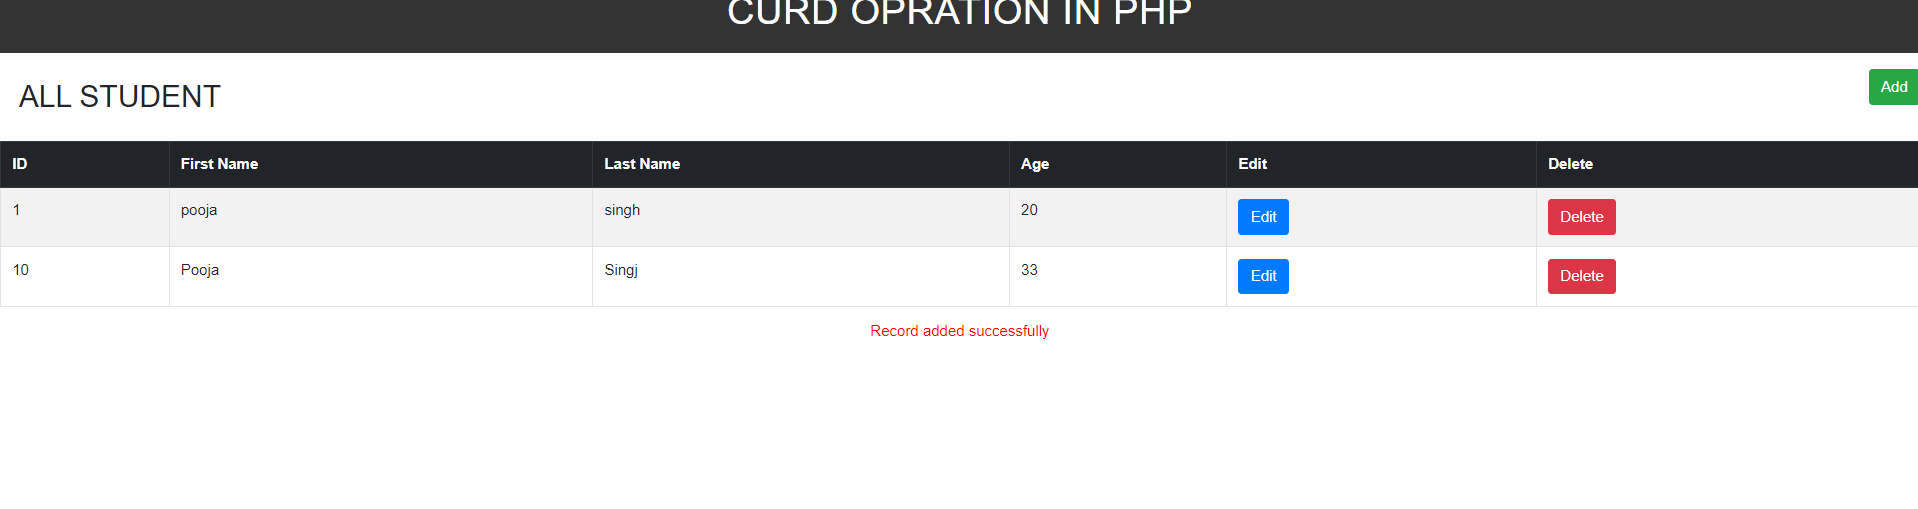 CURD OPRATION IN PHP
ALL STUDENT
Add
ID First Name Last Name Age Edit Delete
1 pooja singh 20 Edit Delete
10 Pooja Singj 33 Edit Delete
Record added successfully